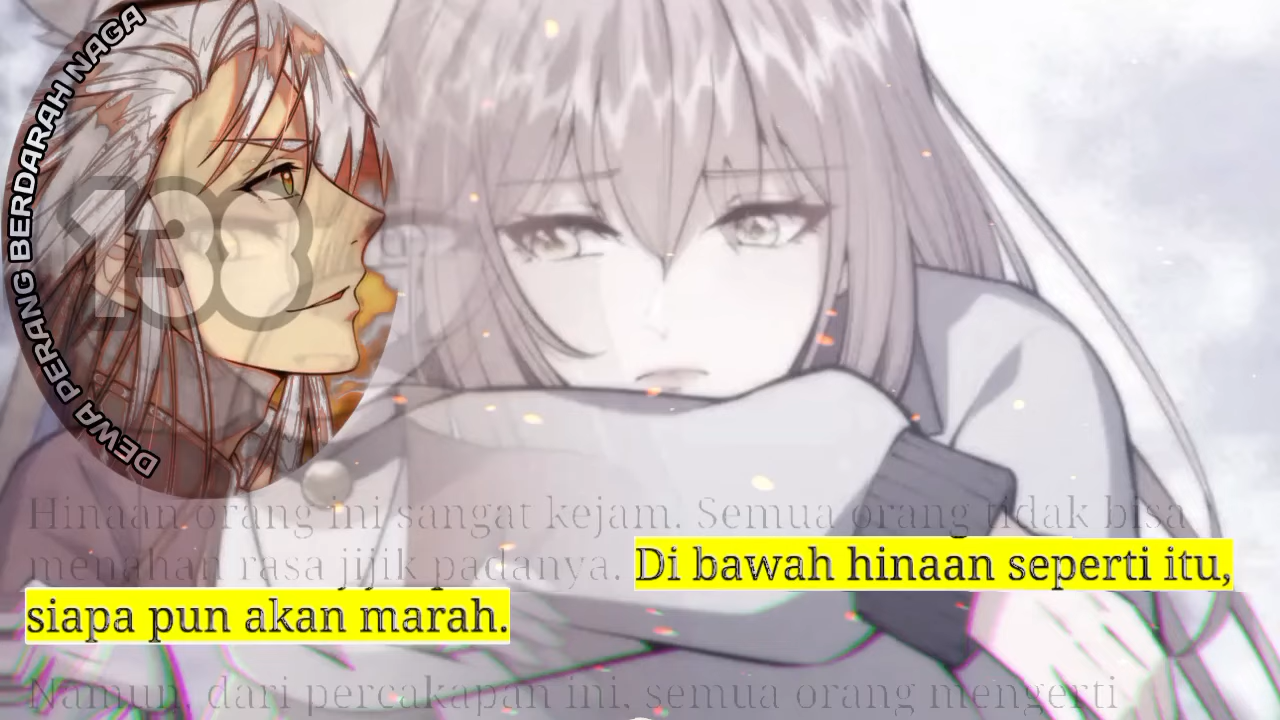 DEWA PERANG BERDARAH NAGA
138
Hinaan orang ini sangat kejam. Semua orang tidak bisa
menahan rasa jijik padanya. Di bawah hinaan seperti itu,
siapa pun akan marah.
Namun, dari percakapan ini, semua orang mengerti